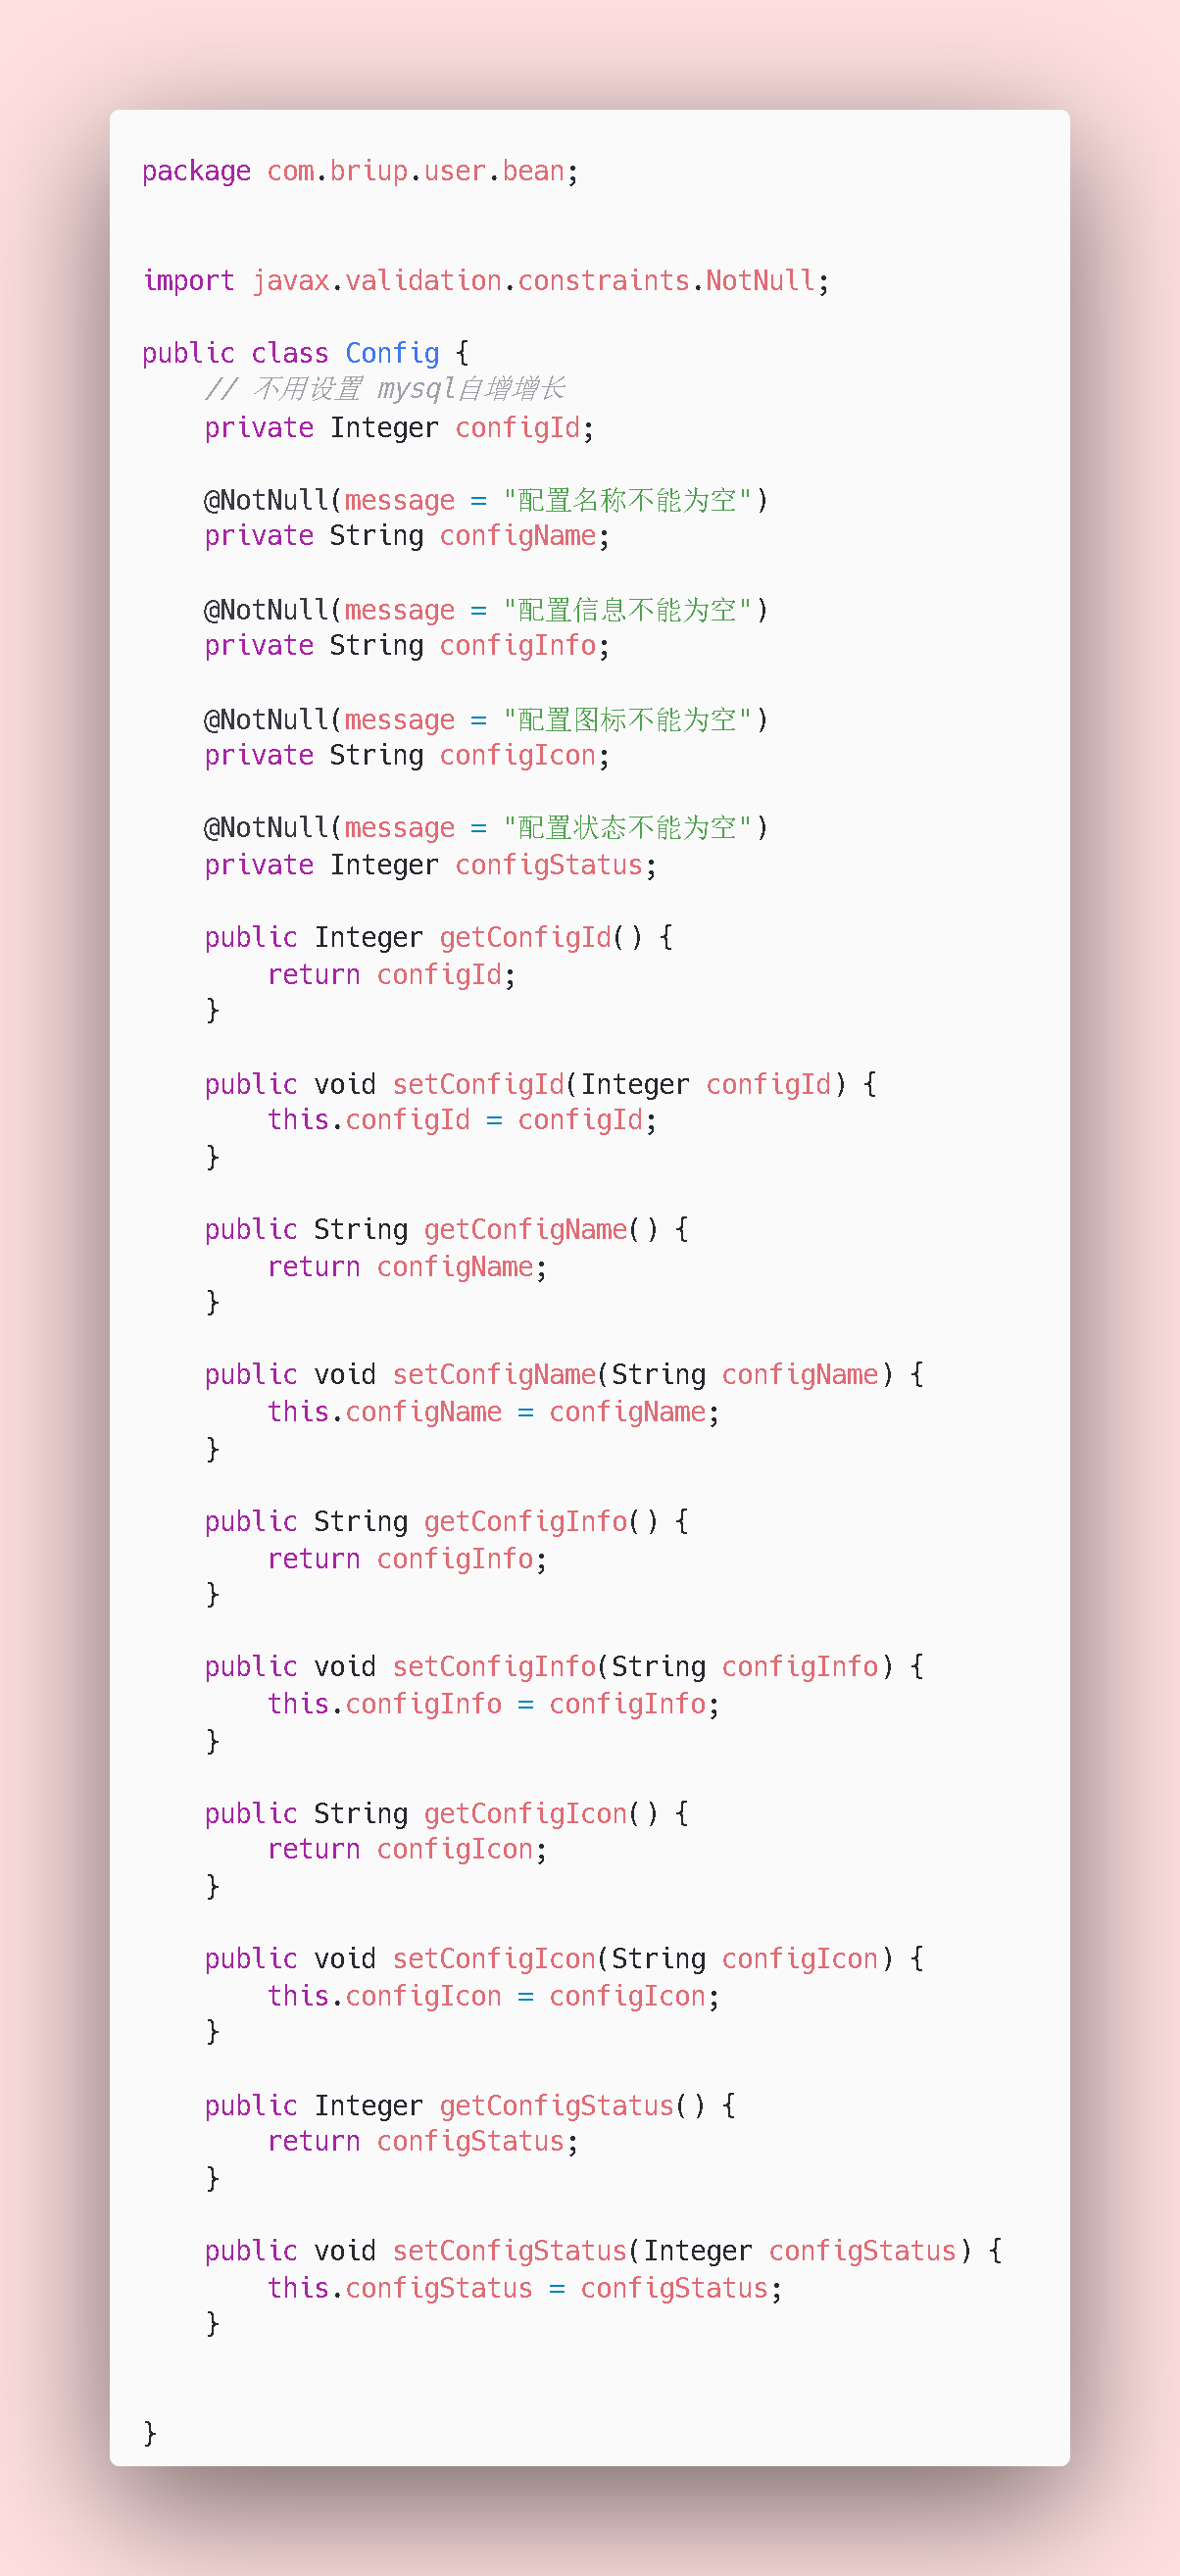 package com.briup.user.bean;
import javax.validation.constraints.NotNull;
public class Config {
    // 不用设置 mysql自增增长
    private Integer configId;
    @NotNull(message = "配置名称不能为空")
    private String configName;
    @NotNull(message = "配置信息不能为空")
    private String configInfo;
    @NotNull(message = "配置图标不能为空")
    private String configIcon;
    @NotNull(message = "配置状态不能为空")
    private Integer configStatus;
    public Integer getConfigId() {
        return configId;
    }
    public void setConfigId(Integer configId) {
        this.configId = configId;
    }
    public String getConfigName() {
        return configName;
    }
    public void setConfigName(String configName) {
        this.configName = configName;
    }
    public String getConfigInfo() {
        return configInfo;
    }
    public void setConfigInfo(String configInfo) {
        this.configInfo = configInfo;
    }
    public String getConfigIcon() {
        return configIcon;
    }
    public void setConfigIcon(String configIcon) {
        this.configIcon = configIcon;
    }
    public Integer getConfigStatus() {
        return configStatus;
    }
    public void setConfigStatus(Integer configStatus) {
        this.configStatus = configStatus;
    }
}